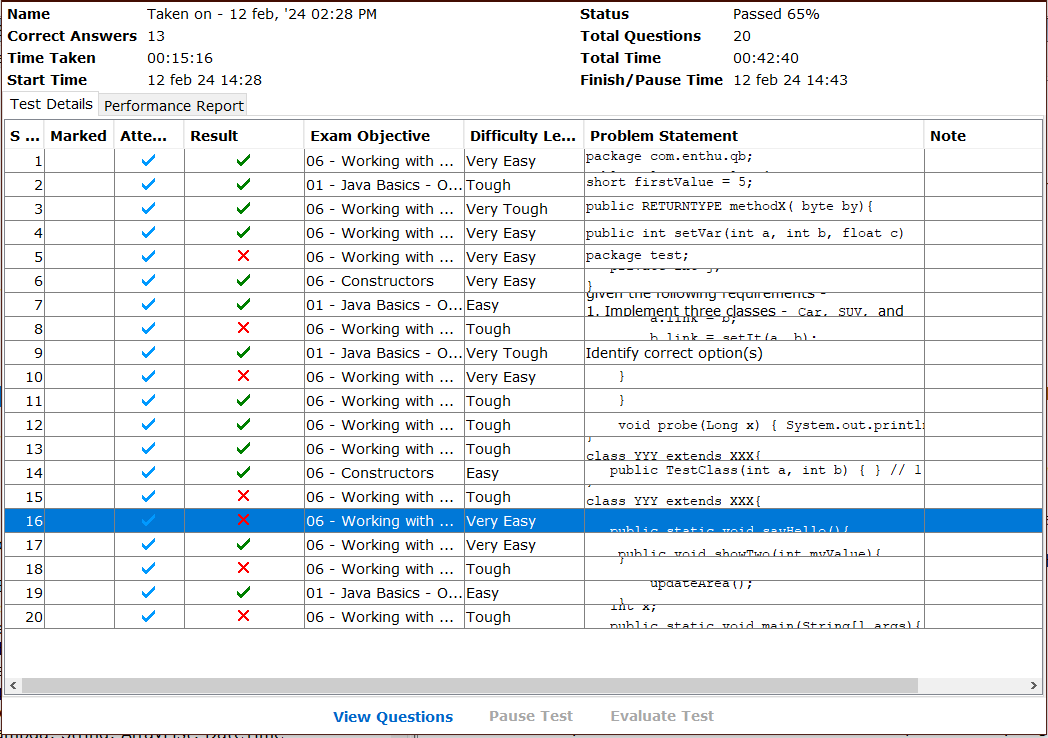 Name Taken on - 12 feb, '24 02:28 PM Status Passed 65%
Correct Answers 13 Total Questions 20
Time Taken 00:15:16 Total Time 00:42:40
Start Time 12 feb 24 14:28 Finish/Pause Time 12 feb 24 14:43
Test Details Performance Report
S ... Marked Atte... Result Exam Objective Difficulty Le... Problem Statement Note
1 06 - Working with ... Very Easy package com.enthu.qb;
2 01 - Java Basics - O... Tough short firstValue = 5;
3 06 - Working with ... Very Tough public RETURNTYPE methodX( byte by){
4 06 - Working with ... Very Easy public int setVar(int a, int b, float c)
5 06 - Working with ... Very Easy package test;
private int j;
6 06 - Constructors Very Easy }
given the following requirements -
7 01 - Java Basics - O... Easy 1. Implement three classes - Car, SUV, and
a.link = b;
8 06 - Working with ... Tough b.link = setIt(a, b);
9 01 - Java Basics - O... Very Tough Identify correct option(s)
10 06 - Working with ... Very Easy }
11 06 - Working with ... Tough }
12 06 - Working with ... Tough void probe(Long x) { System.out.println
}
13 06 - Working with ... Tough class YYY extends XXX{
14 06 - Constructors Easy public TestClass(int a, int b) { } // 1
15 06 - Working with ... Tough class YYY extends XXX{
16 06 - Working with ... Very Easy public static void sayHello(){
17 06 - Working with ... Very Easy public void showTwo(int myValue){
18 06 - Working with ... Tough }
updateArea();
19 01 - Java Basics - O... Easy }
int x;
20 06 - Working with ... Tough public static void main(String[] args){
View Questions Pause Test Evaluate Test